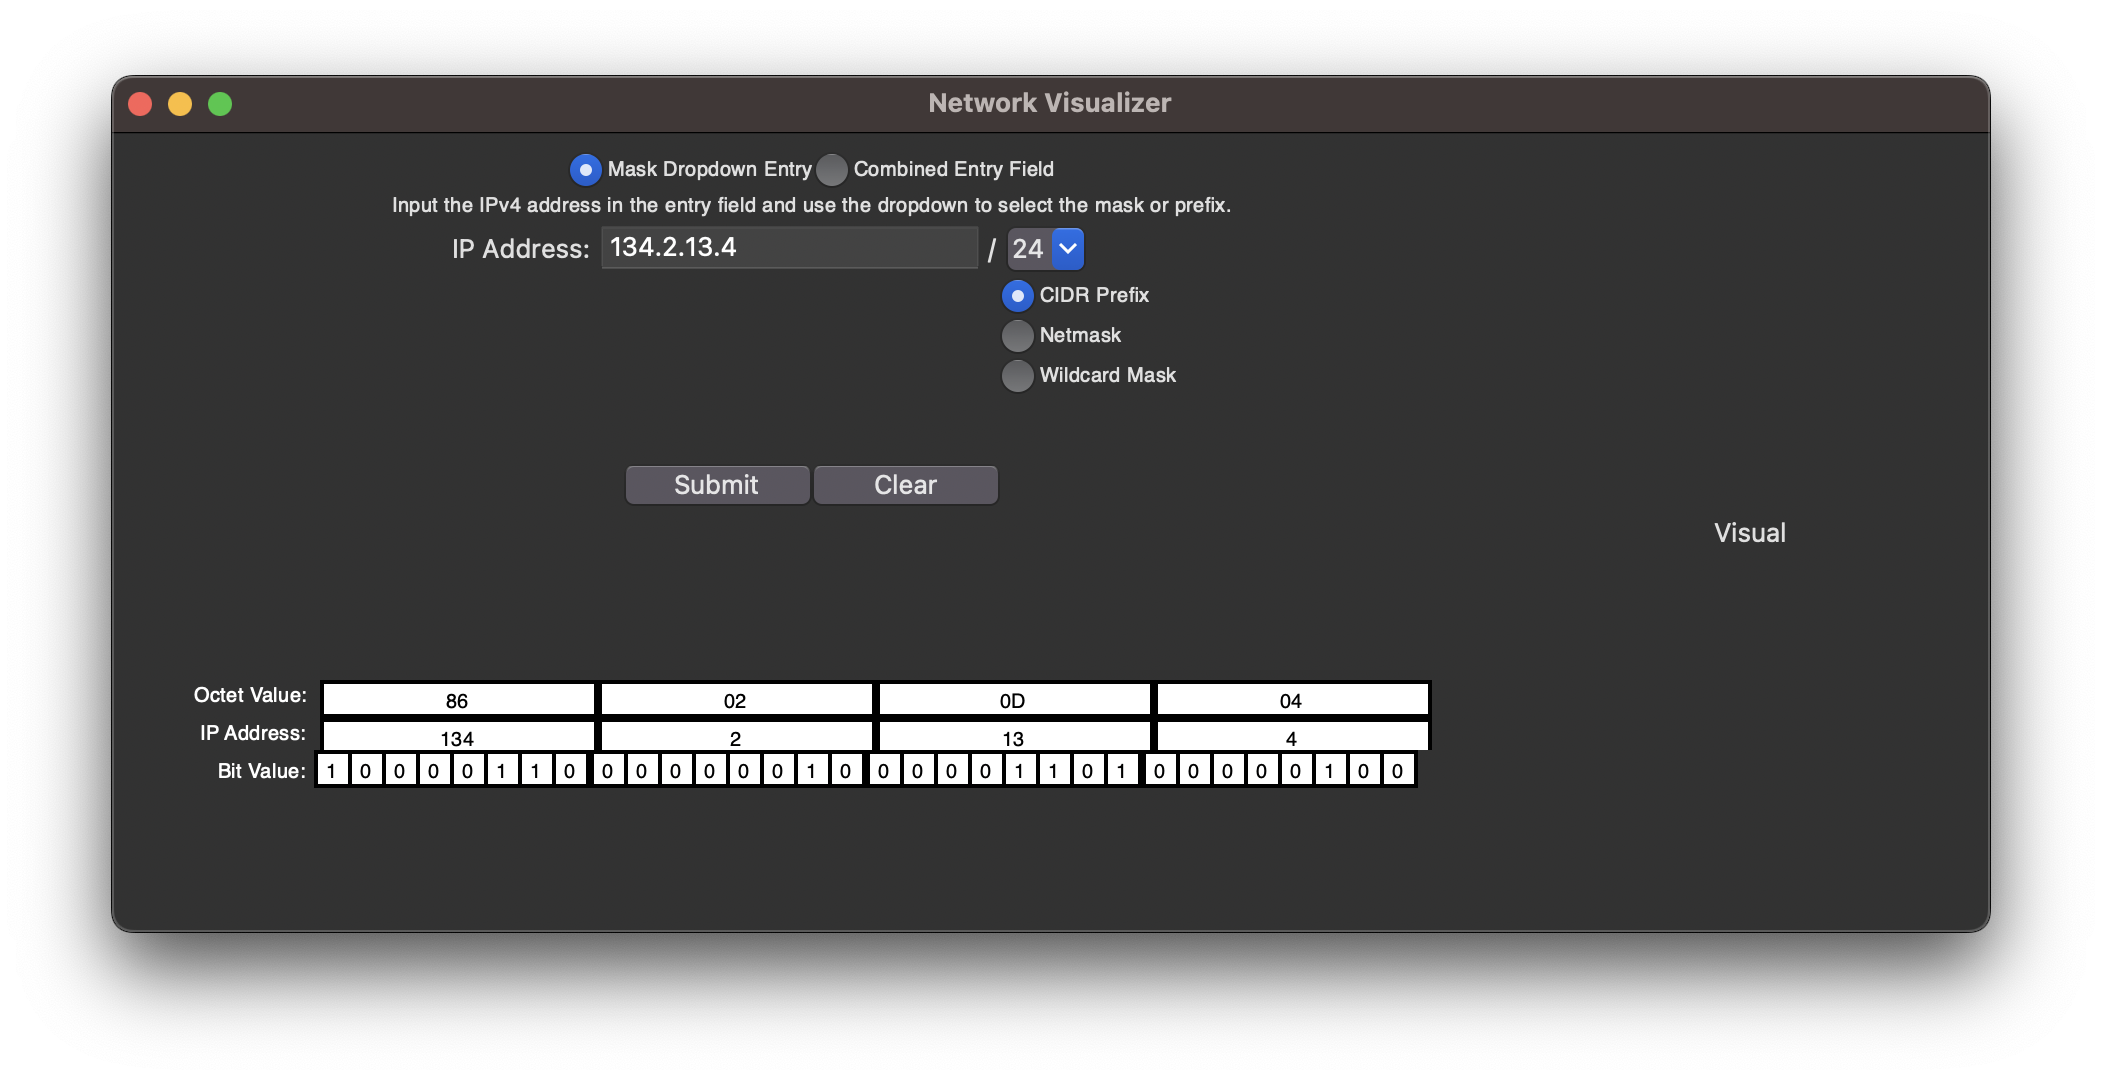 Network Visualizer
Mask Dropdown Entry Combined Entry Field
Input the IPv4 address in the entry field and use the dropdown to select the mask or prefix.
IP Address: 134.2.13.4 / 24
CIDR Prefix
Netmask
Wildcard Mask
Submit Clear
Visual
Octet Value: 86 02 0D 04
IP Address: 134 2 13 4
Bit Value: 1 0 0 0 0 1 1 0 0 0 0 0 0 0 1 0 0 0 0 0 1 1 0 1 0 0 0 0 0 1 0 0